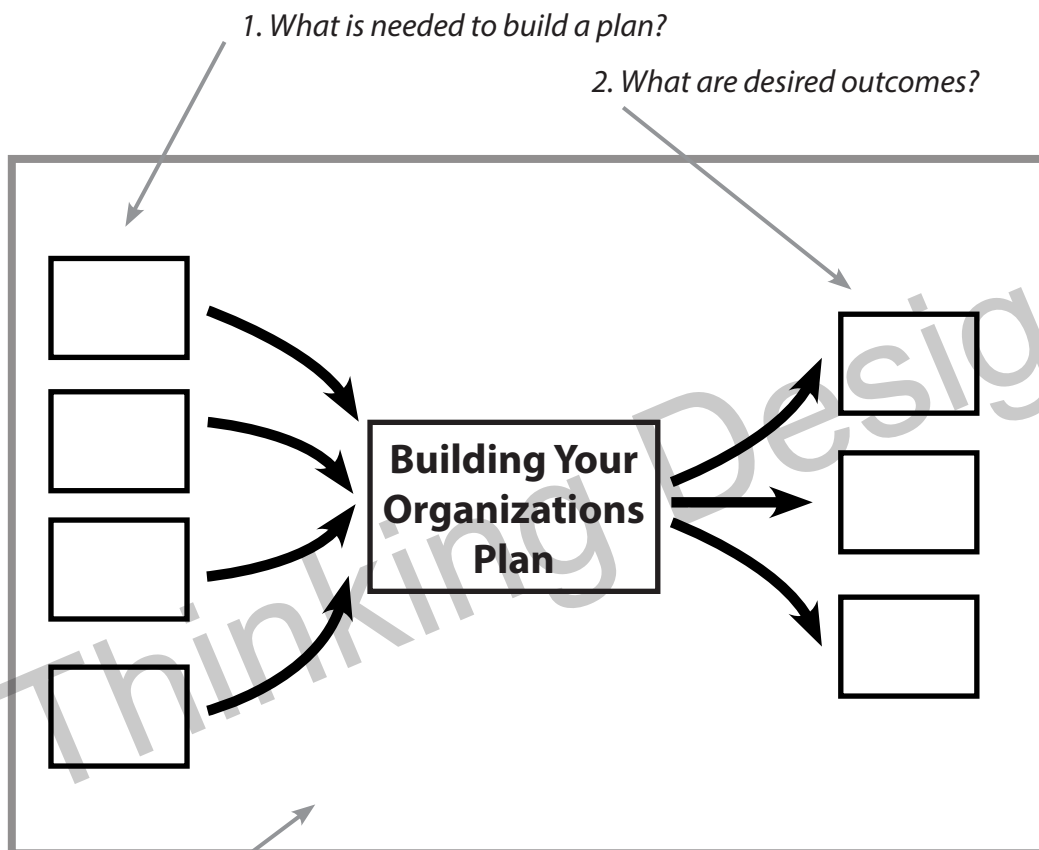 1. What is needed to build a plan?
2. What are desired outcomes?
Building Your
Organizations
Plan
Thinking Desig